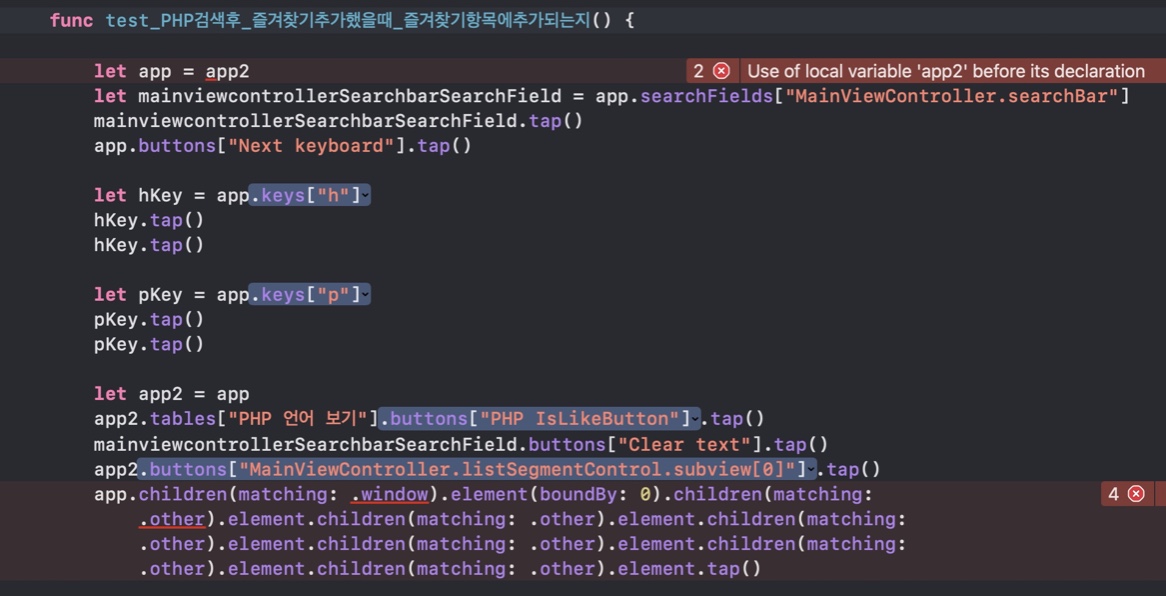 func test_PHP검색후_즐겨찾기추가했을때_즐겨찾기항목에추가되는지() {
let app = app2
2 Use of local variable 'app2' before its declaration
let mainviewcontrollerSearchbarSearchField = app.searchFields["MainViewController.searchBar"]
mainviewcontrollerSearchbarSearchField.tap()
app.buttons["Next keyboard"].tap()
let hKey = app.keys["h"]
hKey.tap()
hKey.tap()
let pKey = app.keys["p"]
pKey.tap()
pKey.tap()
let app2 = app
app2.tables["PHP 언어 보기"].buttons["PHP IsLikeButton"].tap()
mainviewcontrollerSearchbarSearchField.buttons["Clear text"].tap()
app2.buttons["MainViewController.listSegmentControl.subview[0]"].tap()
app.children(matching: .window).element(boundBy: 0).children(matching:
4
.other).element.children(matching: .other).element.children(matching:
.other).element.children(matching: .other).element.children(matching:
.other).element.children(matching: .other).element.tap()